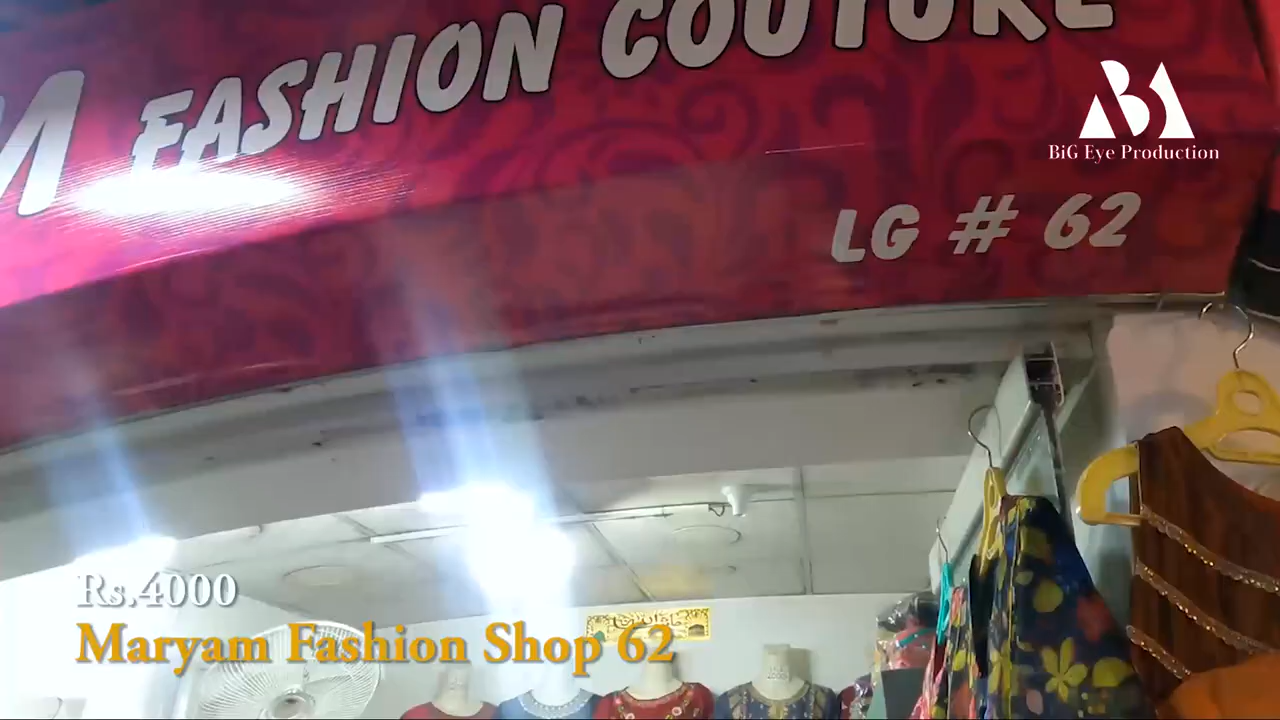 M FASHION COUTURE
BiG Eye Production
LG # 62
Rs.4000
Maryam Fashion Shop 62